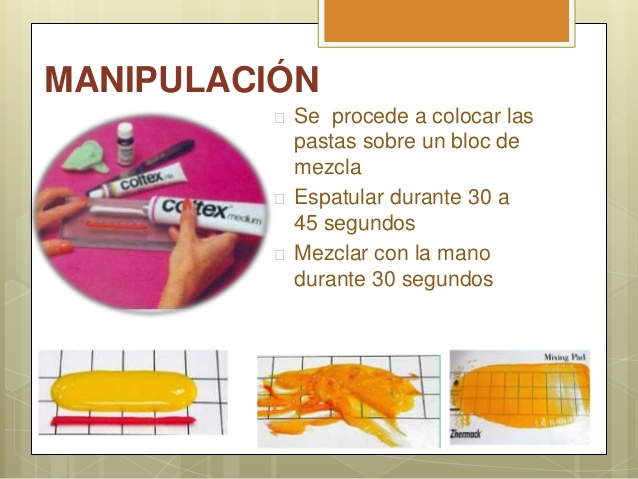 MANIPULACIÓN
Se procede a colocar las
pastas sobre un bloc de
mezcla
Espatular durante 30 a
45 segundos
Mezclar con la mano
durante 30 segundos
coltex
coltex medium
Mixing Pad
Zhermack